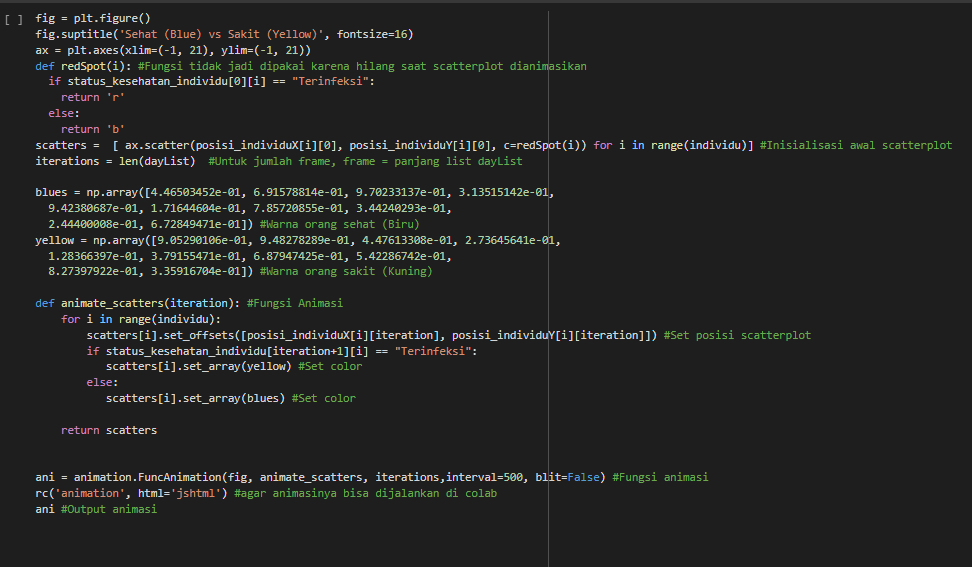 [ ]
fig = plt.figure()
fig.suptitle('Sehat (Blue) vs Sakit (Yellow)', fontsize=16)
ax = plt.axes(xlim=(-1, 21), ylim=(-1, 21))
def redSpot(i): #Fungsi tidak jadi dipakai karena hilang saat scatterplot dianimasikan
  if status_kesehatan_individu[0][i] == "Terinfeksi":
    return 'r'
  else:
    return 'b'
scatters =  [ ax.scatter(posisi_individuX[i][0], posisi_individuY[i][0], c=redSpot(i)) for i in range(individu)] #Inisialisasi awal scatterplot
iterations = len(dayList)  #Untuk jumlah frame, frame = panjang list dayList
blues = np.array([4.46503452e-01, 6.91578814e-01, 9.70233137e-01, 3.13515142e-01,
  9.42380687e-01, 1.71644604e-01, 7.85720855e-01, 3.44240293e-01,
  2.44400008e-01, 6.72849471e-01]) #Warna orang sehat (Biru)
yellow = np.array([9.05290106e-01, 9.48278289e-01, 4.47613308e-01, 2.73645641e-01,
  1.28366397e-01, 3.79155471e-01, 6.87947425e-01, 5.42286742e-01,
  8.27397922e-01, 3.35916704e-01]) #Warna orang sakit (Kuning)
def animate_scatters(iteration): #Fungsi Animasi
    for i in range(individu):
        scatters[i].set_offsets([posisi_individuX[i][iteration], posisi_individuY[i][iteration]]) #Set posisi scatterplot
        if status_kesehatan_individu[iteration+1][i] == "Terinfeksi":
           scatters[i].set_array(yellow) #Set color
        else:
           scatters[i].set_array(blues) #Set color
    return scatters
ani = animation.FuncAnimation(fig, animate_scatters, iterations,interval=500, blit=False) #Fungsi animasi
rc('animation', html='jshtml') #agar animasinya bisa dijalankan di colab
ani #Output animasi